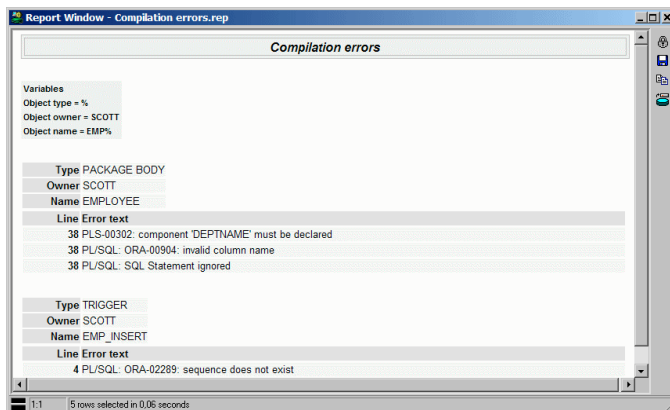 Report Window - Compilation errors.rep
Compilation errors
Variables
Object type = %
Object owner = SCOTT
Object name = EMP%
Type PACKAGE BODY
Owner SCOTT
Name EMPLOYEE
Line Error text
38 PLS-00302: component 'DEPTNAME' must be declared
38 PL/SQL: ORA-00904: invalid column name
38 PL/SQL: SQL Statement ignored
Type TRIGGER
Owner SCOTT
Name EMP_INSERT
Line Error text
4 PL/SQL: ORA-02289: sequence does not exist
1:1 5 rows selected in 0,06 seconds